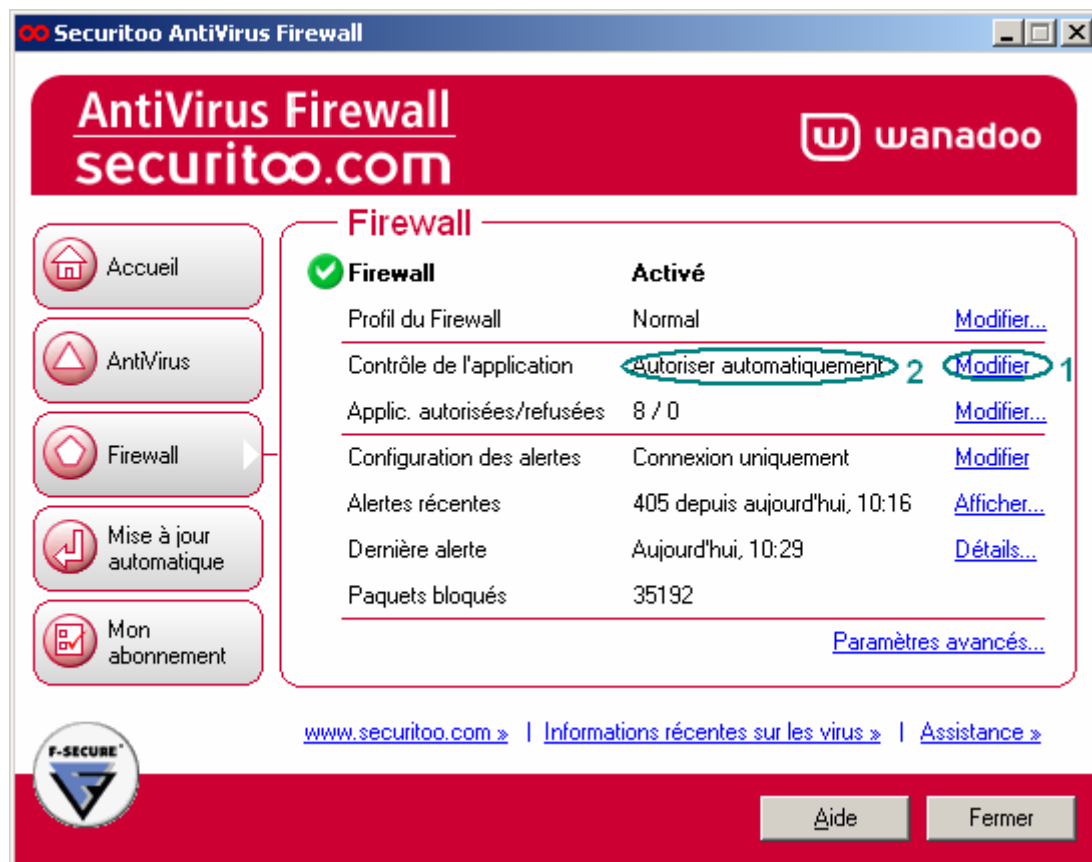 Securitoo AntiVirus Firewall
AntiVirus Firewall
securitoo.com
wanadoo
Accueil
AntiVirus
Firewall
Mise à jour
automatique
Mon
abonnement
Firewall
Firewall Activé
Profil du Firewall Normal Modifier...
Contrôle de l'application Autoriser automatiquement 2 Modifier 1
Applic. autorisées/refusées 8 / 0 Modifier...
Configuration des alertes Connexion uniquement Modifier
Alertes récentes 405 depuis aujourd'hui, 10:16 Afficher...
Dernière alerte Aujourd'hui, 10:29 Détails...
Paquets bloqués 35192
Paramètres avancés...
www.securitoo.com » | Informations récentes sur les virus » | Assistance »
F-SECURE
Aide Fermer